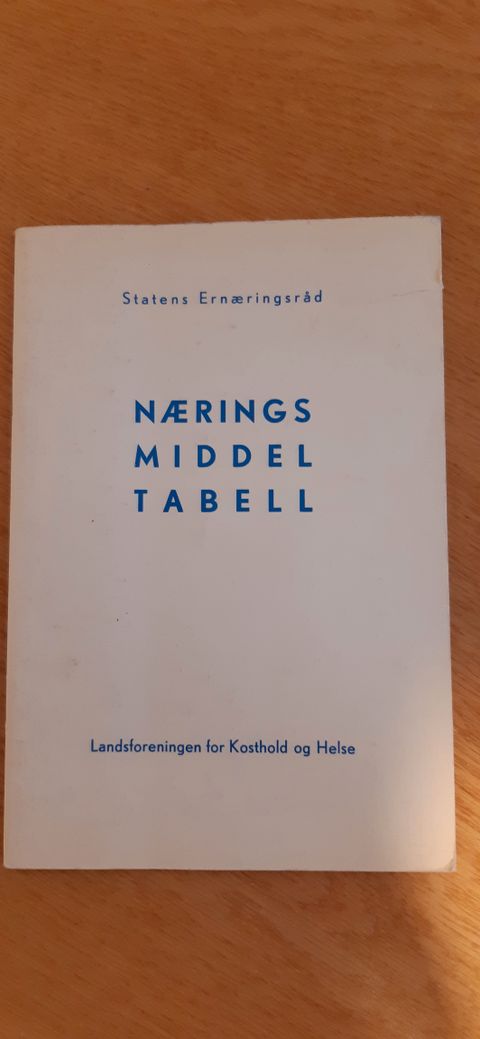 Statens Ernæringsråd
NÆRINGS
MIDDEL
TABELL
Landsforeningen for Kosthold og Helse